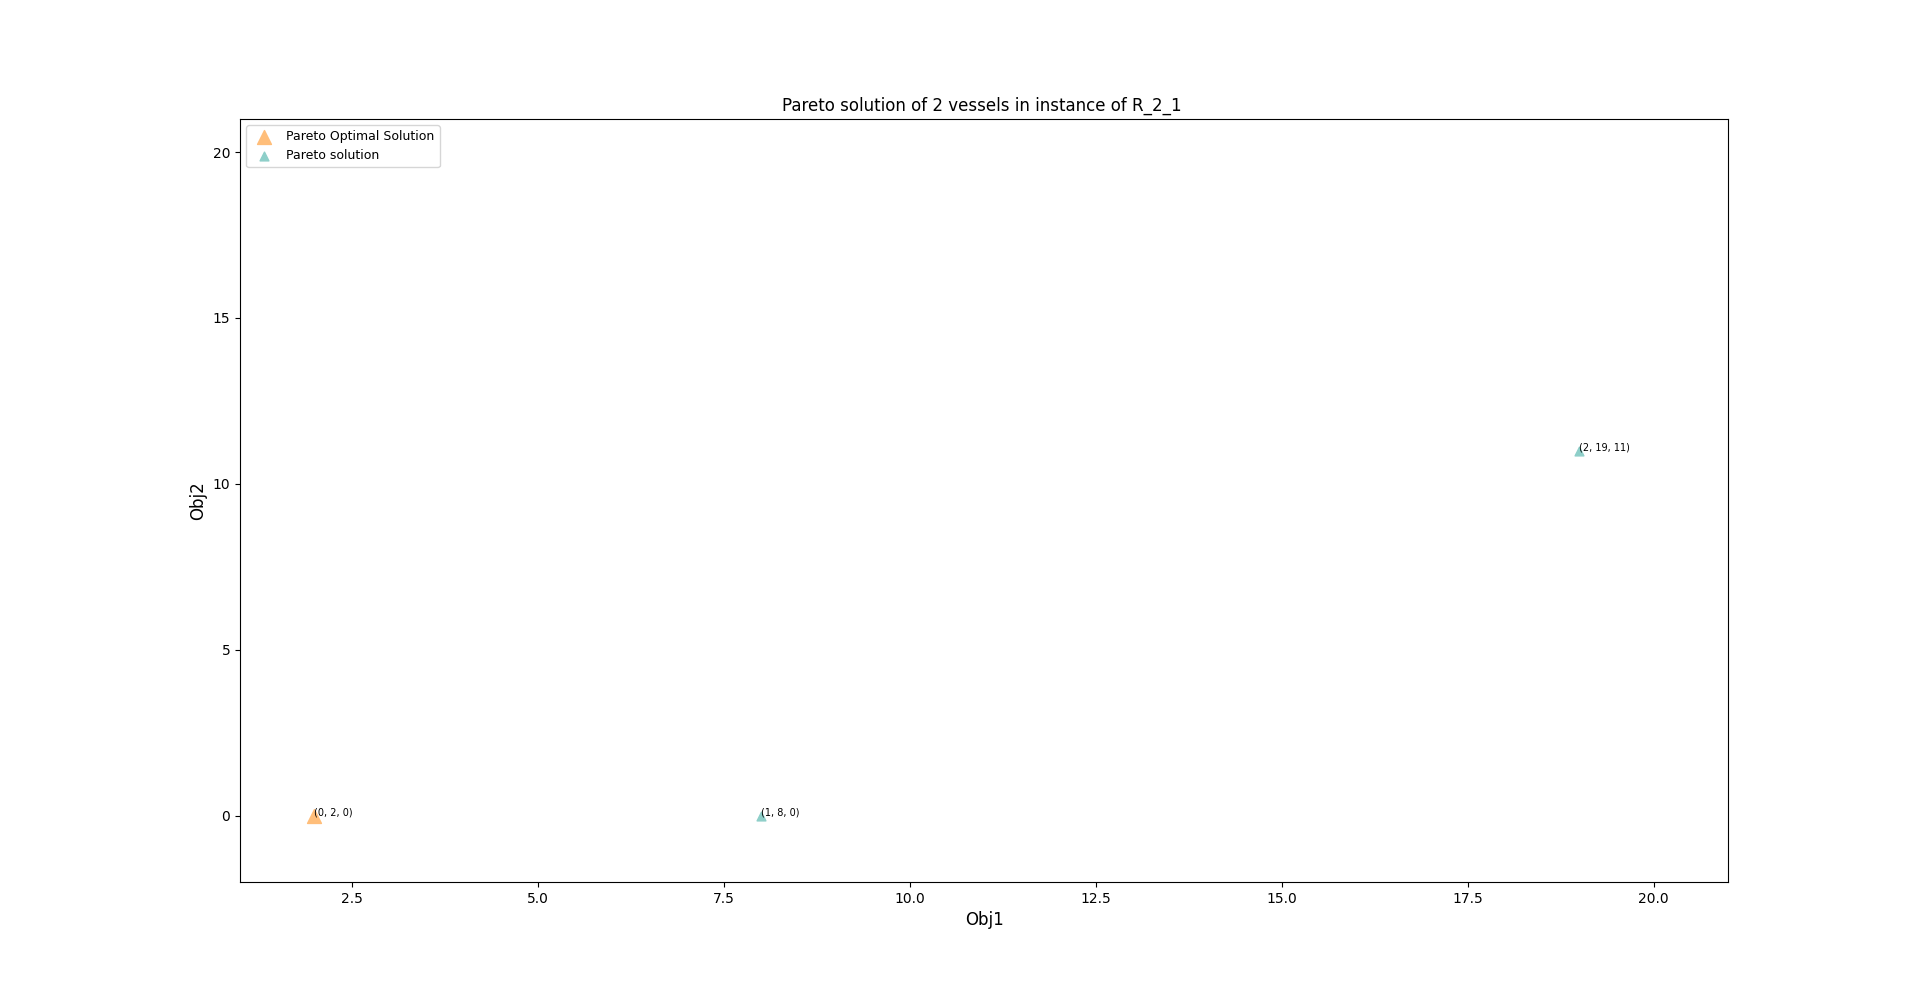 Pareto solution of 2 vessels in instance of R_2_1
Pareto Optimal Solution
Pareto solution
20
15
10
5
0
Obj2
(2, 19, 11)
(0, 2, 0)
(1, 8, 0)
2.5 5.0 7.5 10.0 12.5 15.0 17.5 20.0
Obj1